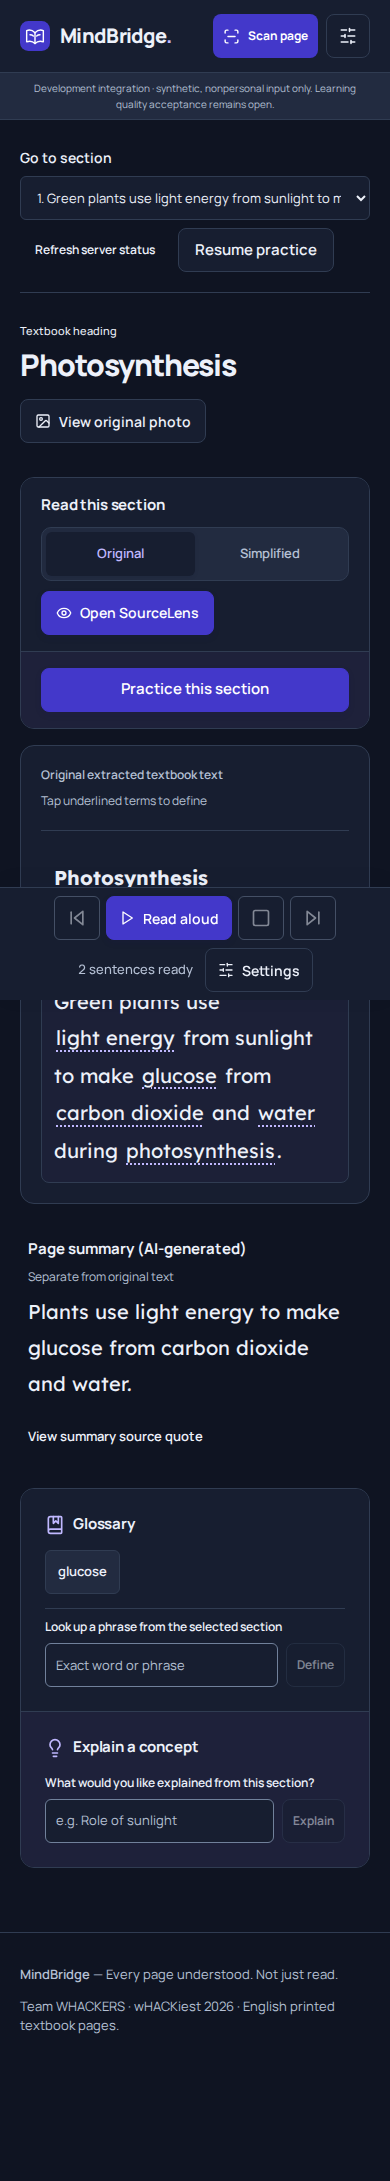 MindBridge.
Scan page
Development integration · synthetic, nonpersonal input only. Learning
quality acceptance remains open.
Go to section
1. Green plants use light energy from sunlight to m
Refresh server status
Resume practice
Textbook heading
Photosynthesis
View original photo
Read this section
Original
Simplified
Open SourceLens
Practice this section
Original extracted textbook text
Tap underlined terms to define
Photosynthesis
Read aloud
2 sentences ready
Settings
Green plants use
light energy from sunlight
to make glucose from
carbon dioxide and water
during photosynthesis.
Page summary (AI-generated)
Separate from original text
Plants use light energy to make
glucose from carbon dioxide
and water.
View summary source quote
Glossary
glucose
Look up a phrase from the selected section
Exact word or phrase
Define
Explain a concept
What would you like explained from this section?
e.g. Role of sunlight
Explain
MindBridge — Every page understood. Not just read.
Team WHACKERS · wHACKiest 2026 · English printed
textbook pages.